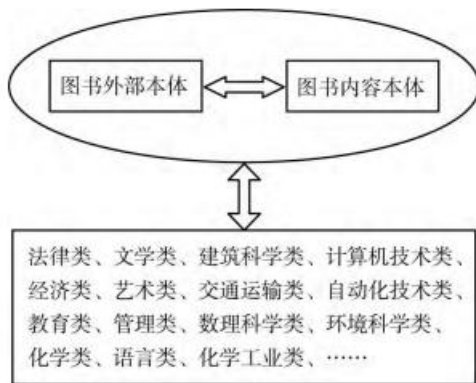 图书外部本体
图书内容本体
法律类、文学类、建筑科学类、计算机技术类、
经济类、艺术类、交通运输类、自动化技术类、
教育类、管理类、数理科学类、环境科学类、
化学类、语言类、化学工业类、……